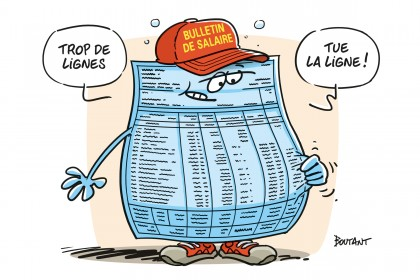 BULLETIN
DE SALAIRE
TROP DE
LIGNES
TUE
LA LIGNE !
BOUTANT